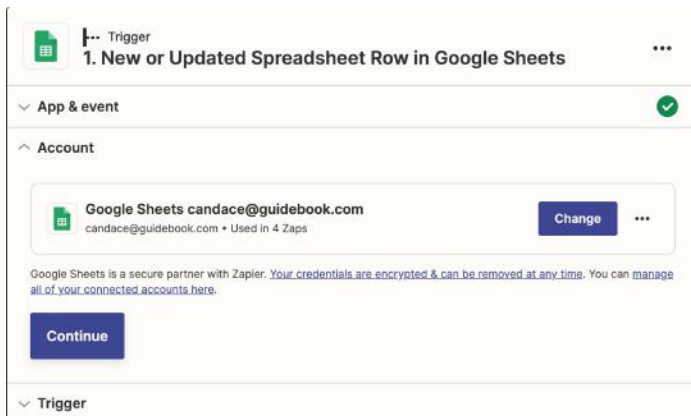 Trigger
1. New or Updated Spreadsheet Row in Google Sheets
App & event
Account
Google Sheets candace@guidebook.com
candace@guidebook.com • Used in 4 Zaps
Change
Google Sheets is a secure partner with Zapier. Your credentials are encrypted & can be removed at any time. You can manage
all of your connected accounts here.
Continue
Trigger